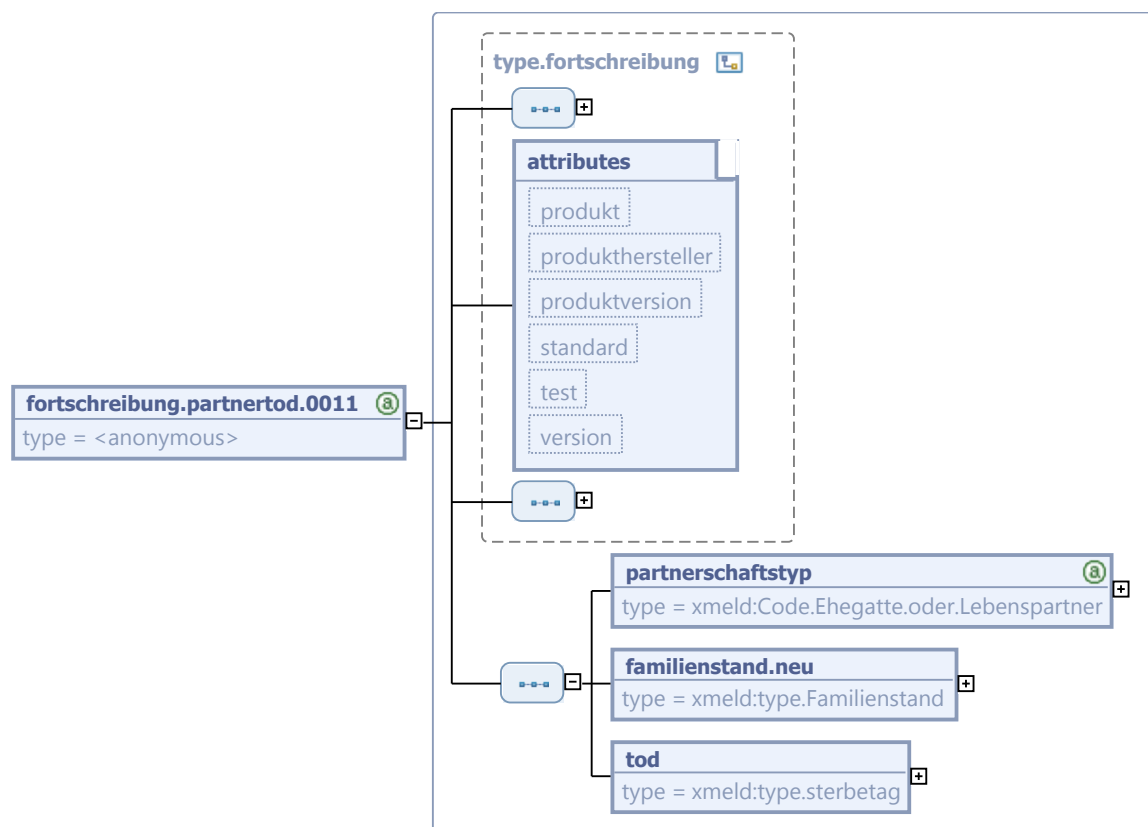 type.fortschreibung
attributes
produkt
produkthersteller
produktversion
standard
test
version
fortschreibung.partnertod.0011
type = <anonymous>
partnerschaftstyp
type = xmeld:Code.Ehegatte.oder.Lebenspartner
familienstand.neu
type = xmeld:type.Familienstand
tod
type = xmeld:type.sterbetag